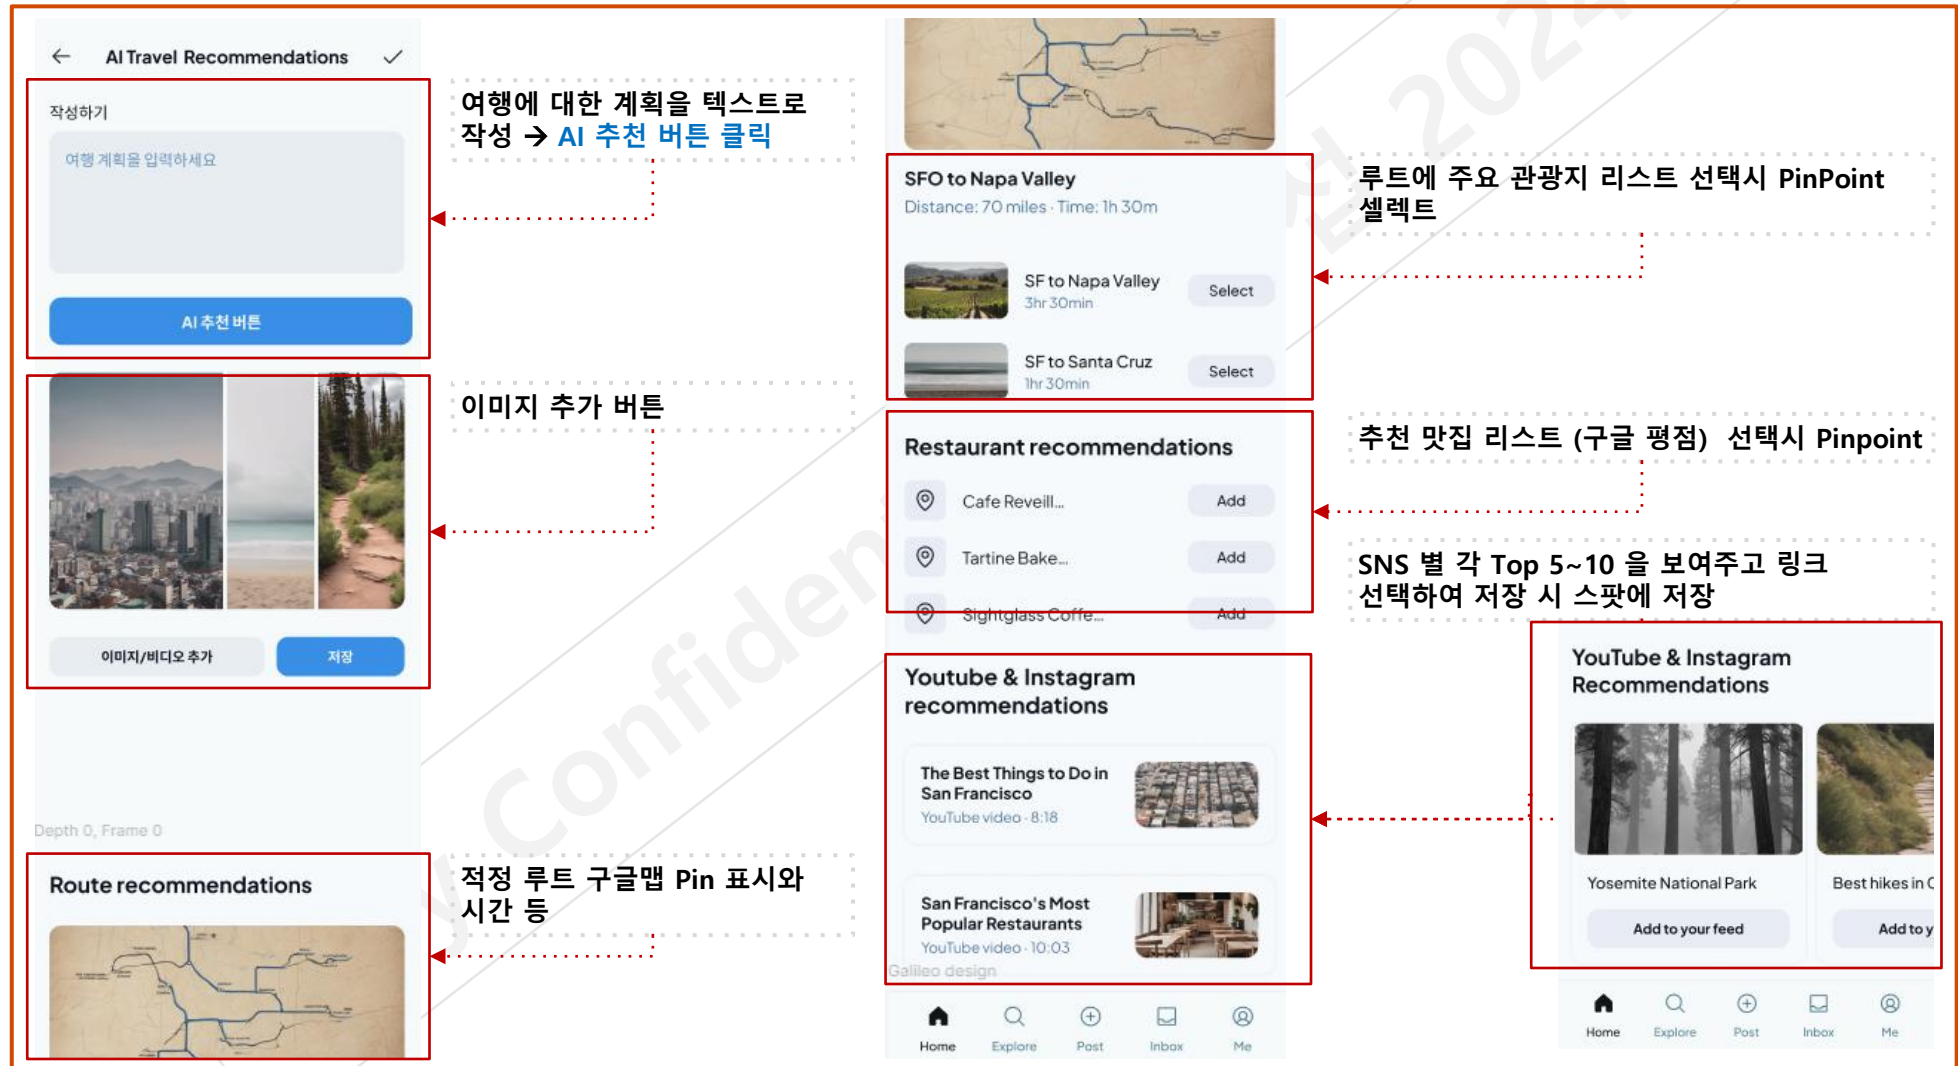 AI Travel Recommendations
작성하기
여행 계획을 입력하세요
AI 추천 버튼
이미지/비디오 추가
저장
Depth 0, Frame 0
Route recommendations
여행에 대한 계획을 텍스트로
작성 → AI 추천 버튼 클릭
이미지 추가 버튼
적정 루트 구글맵 Pin 표시와
시간 등
SFO to Napa Valley
Distance: 70 miles · Time: 1h 30m
SF to Napa Valley
3hr 30min
Select
SF to Santa Cruz
1hr 30min
Select
Restaurant recommendations
Cafe Reveill...
Add
Tartine Bake...
Add
Sightglass Coffe...
Add
Youtube & Instagram
recommendations
The Best Things to Do in
San Francisco
YouTube video · 8:18
San Francisco's Most
Popular Restaurants
YouTube video · 10:03
Galileo design
Home
Explore
Post
Inbox
Me
루트에 주요 관광지 리스트 선택시 PinPoint
셀렉트
추천 맛집 리스트 (구글 평점) 선택시 Pinpoint
SNS 별 각 Top 5~10 을 보여주고 링크
선택하여 저장 시 스팟에 저장
YouTube & Instagram
Recommendations
Yosemite National Park
Add to your feed
Best hikes in C
Add to y
Home
Explore
Post
Inbox
Me